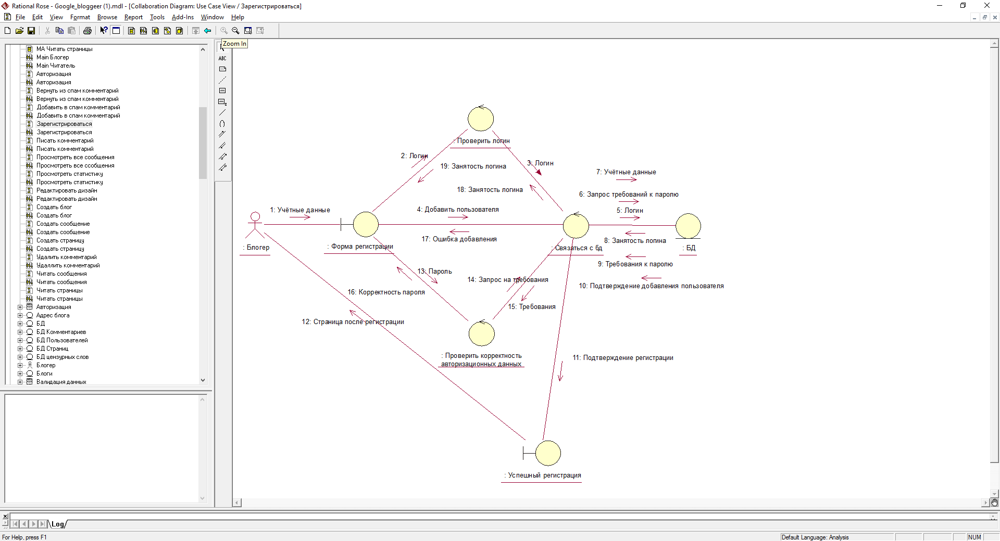 Rational Rose - Google_bloggeer (1).mdl - [Collaboration Diagram: Use Case View / Зарегистрироваться]
File Edit View Format Browse Report Tools Add-Ins Window Help
Zoom In
ABC
МА Читать страницы
Main Блогер
Main Читатель
Авторизация
Авторизация
Вернуть из спам комментарий
Вернуть из спам комментарий
Добавить в спам комментарий
Добавить в спам комментарий
Зарегистрироваться
Зарегистрироваться
Писать комментарий
Писать комментарий
Просмотреть все сообщения
Просмотреть все ссобщения
Просмотреть статистику
Просмотреть статистику
Редактировать дизайн
Редактировать дизайн
Создать блог
Создать блог
Создать сообщение
Создать сообщение
Создать страницу
Создать страницу
Удалить комментарий
Удаллить комментарий
Читать сообщения
Читать сообщения
Читать страницы
Читать страницы
Авторизация
Адрес блога
БД
БД Комментариев
БД Пользователей
БД Страниц
БД цензурных слов
Блогер
Блоги
Валидация данных
: Проверить логин
2: Логин
19: Занятость логина
3: Логин
18: Занятость логина
7: Учётные данные
6: Запрос требований к паролю
5: Логин
1: Учётные данные
4: Добавить пользователя
17: Ошибка добавления
8: Занятость логина
: Блогер
: Форма регистрации
: Связаться с бд
: БД
9: Требования к паролю
13: Пароль
14: Запрос на требования
10: Подтверждение добавления пользователя
16: Корректность пароля
15: Требования
12: Страница после регистрации
: Проверить корректность
авторизационных данных
11: Подтверждение регистрации
: Успешный регистрация
Log
For Help, press F1
Default Language: Analysis
NUM